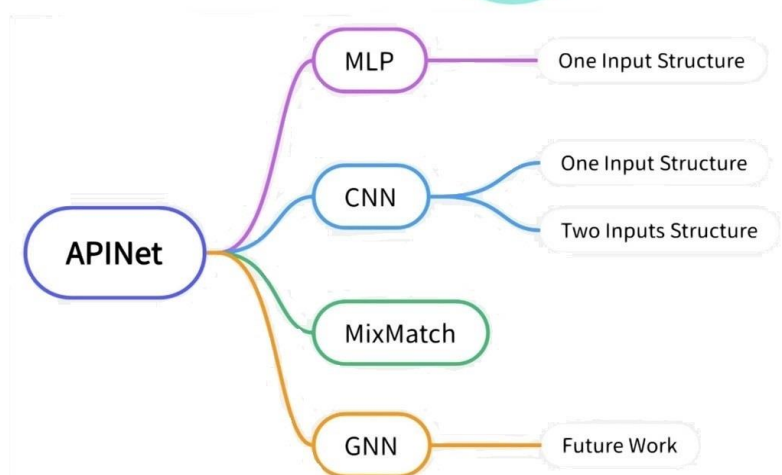 MLP
One Input Structure
CNN
One Input Structure
Two Inputs Structure
APINet
MixMatch
GNN
Future Work